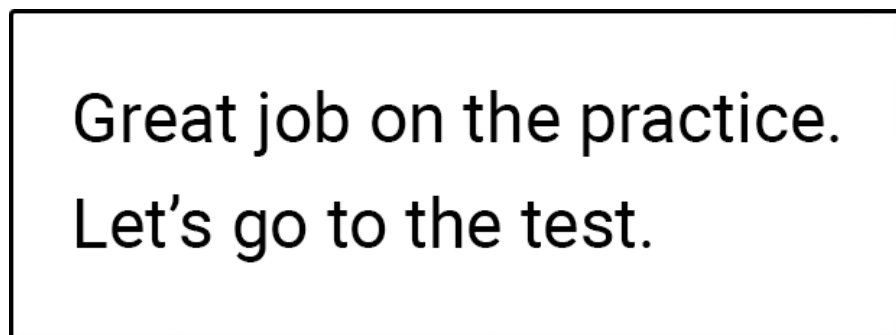 Great job on the practice.
Let’s go to the test.